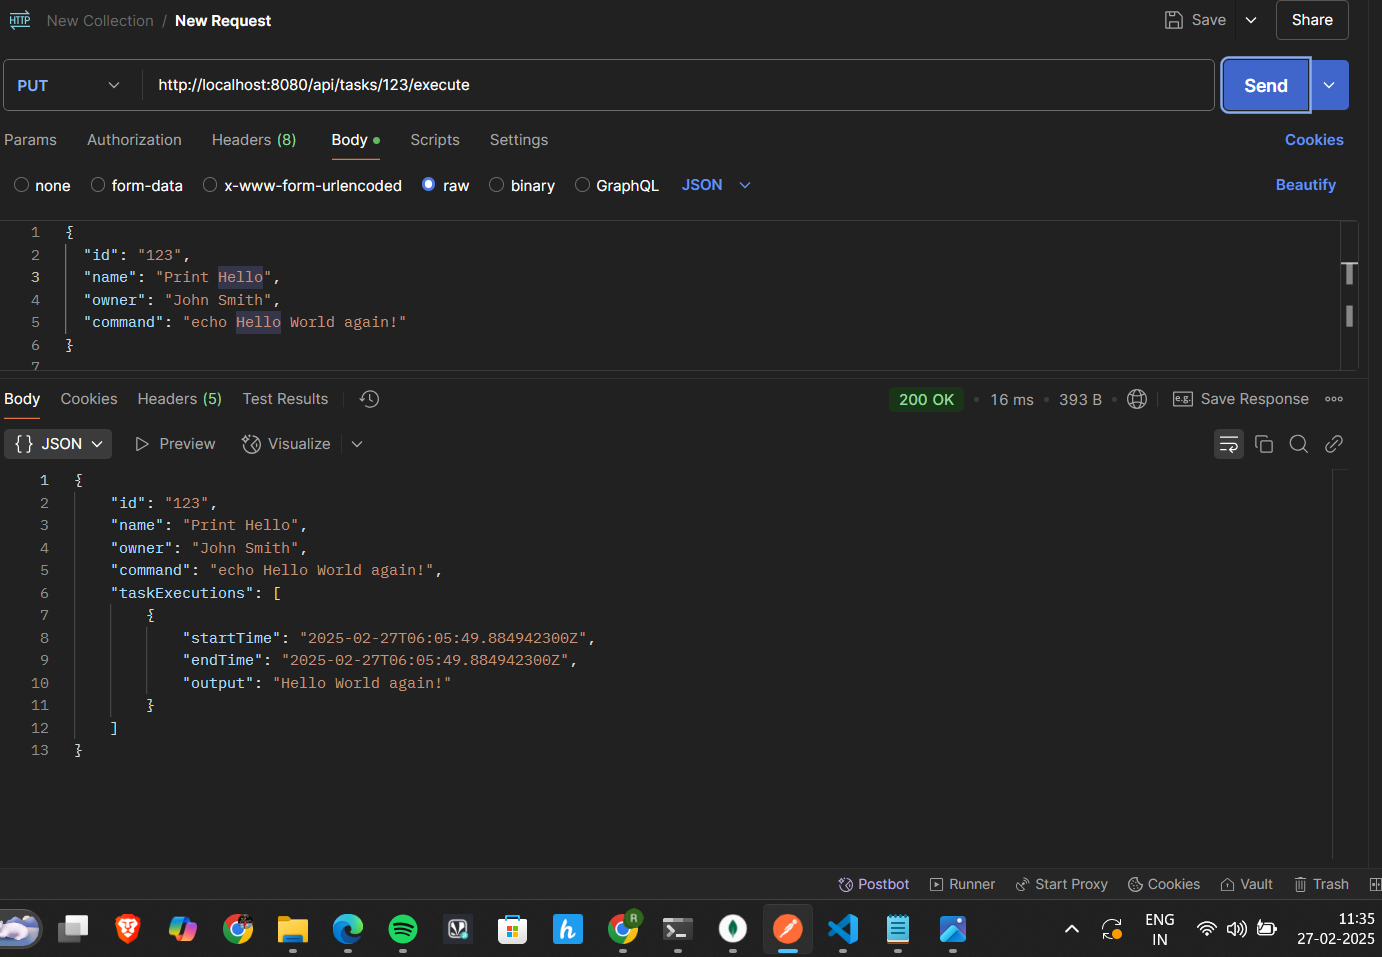 HTTP New Collection / New Request Save Share
PUT http://localhost:8080/api/tasks/123/execute Send
Params Authorization Headers (8) Body Scripts Settings Cookies
none form-data x-www-form-urlencoded raw binary GraphQL JSON Beautify
1 {
2 "id": "123",
3 "name": "Print Hello",
4 "owner": "John Smith",
5 "command": "echo Hello World again!"
6 }
7
Body Cookies Headers (5) Test Results 200 OK • 16 ms • 393 B • e.g. Save Response
{} JSON Preview Visualize
1 {
2 "id": "123",
3 "name": "Print Hello",
4 "owner": "John Smith",
5 "command": "echo Hello World again!",
6 "taskExecutions": [
7 {
8 "startTime": "2025-02-27T06:05:49.884942300Z",
9 "endTime": "2025-02-27T06:05:49.884942300Z",
10 "output": "Hello World again!"
11 }
12 ]
13 }
Postbot Runner Start Proxy Cookies Vault Trash
h R ENG 11:35
IN 27-02-2025